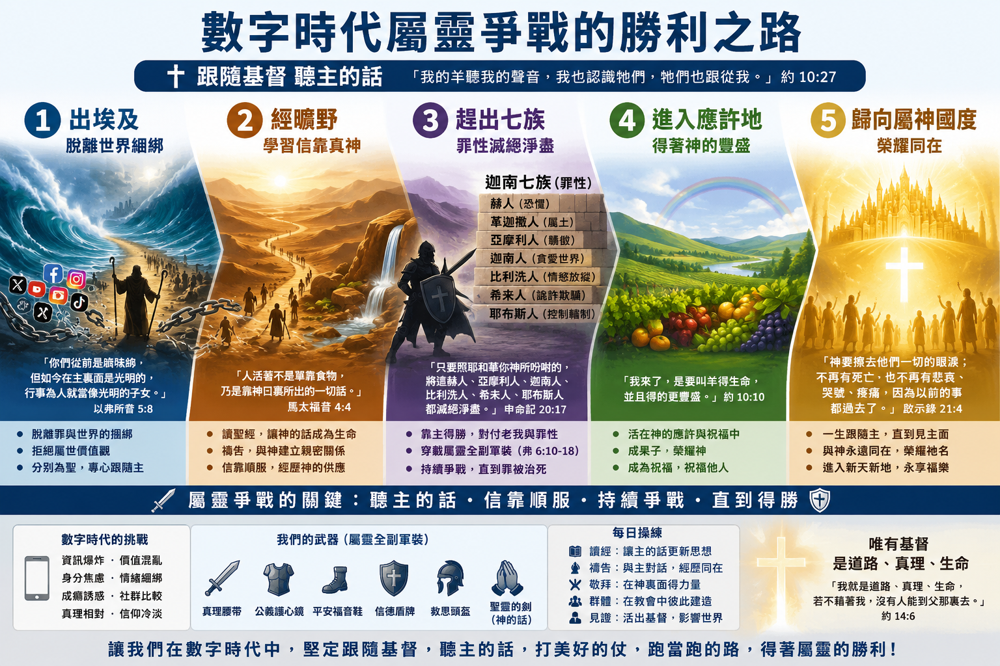 數字時代屬靈爭戰的勝利之路
跟隨基督 聽主的話 「我的羊聽我的聲音，我也認識牠們，牠們也跟從我。」約 10:27
1 出埃及
脫離世界綑綁
「你們從前是
但如今在主裏面是光明的，
行事為人就當像光明的子女。」
以弗所音 5:8
脫離罪與世界的捆綁
拒絕屬世價值觀
分別為聖，專心跟隨主
2 經曠野
學習信靠真神
「人活著不是單靠食物，
乃是靠神口裏所出的一切話。」
馬太福音 4:4
讀聖經，讓神的話成為生命
禱告，與神建立親密關係
信靠順服，經歷神的供應
3 趕出七族
罪性滅絕淨盡
迦南七族(罪性)
赫人 (恐懼)
革迦撒人 (屬土)
亞摩利人 (驕傲)
迦南人 (貪愛世界)
比利洗人 (情慾放縱)
希来人 (詭詐欺騙)
耶布斯人 (控制轄制)
「只要照耶和華你神所吩咐的，
將這赫人、亞摩利人、迦南人、
比利洗人、希未人、耶布斯人
都滅絕淨盡。」申命記 20:17
靠主得勝，對付老我與罪性
穿戴屬靈全副軍裝（弗 6:10-18）
持續爭戰，直到罪被治死
4 進入應許地
得著神的豐盛
「我來了，是要叫羊得生命，
並且得的更豐盛。」約 10:10
活在神的應許與祝福中
成果子，榮耀神
成為祝福，祝福他人
5 歸向屬神國度
榮耀同在
「神要擦去他們一切的眼淚；
不再有死亡，也不再有悲哀、
哭號、疼痛，因為以前的事
都過去了。」啟示錄 21:4
一生跟隨主，直到見主面
與神永遠同在，榮耀祂名
進入新天新地，永享福樂
屬靈爭戰的關鍵：聽主的話・信靠順服・持續爭戰・直到得勝
數字時代的挑戰
資訊爆炸 · 價值混亂
身分焦慮 · 情緒綑綁
成癮誘惑 · 社群比較
真理相對 · 信仰冷淡
我們的武器（屬靈全副軍裝）
真理腰帶
公義護心鏡
平安福音鞋
信德盾牌
救恩頭盔
聖靈的劍
（神的話）
每日操練
讀經：讓主的話更新思想
禱告：與主對話，經歷同在
敬拜：在神裏面得力量
群體：在教會中彼此建造
見證：活出基督，影響世界
唯有基督
是道路、真理、生命
「我就是道路、真理、生命，
若不藉著我，沒有人能到父那裏去。」
約 14:6
讓我們在數字時代中，堅定跟隨基督，聽主的話，打美好的仗，跑當跑的路，得著屬靈的勝利！